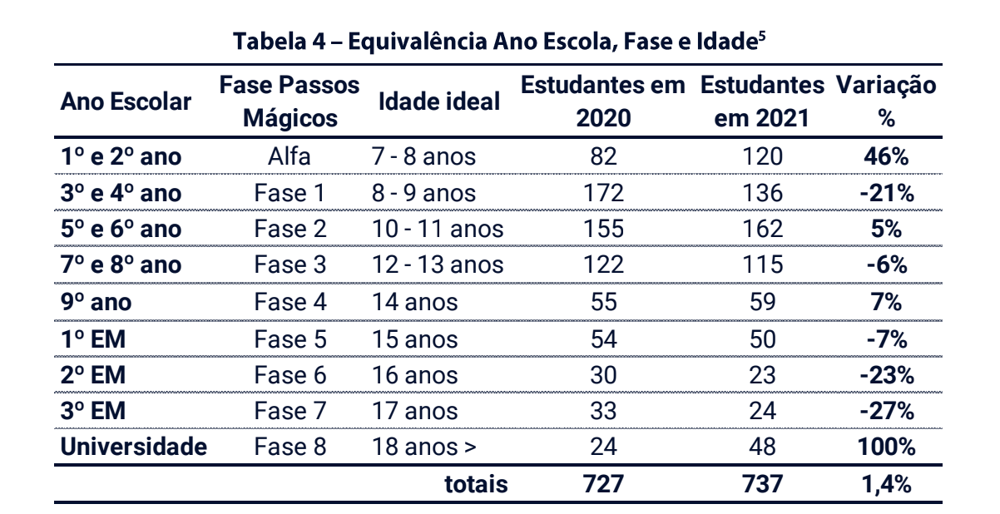 Tabela 4 – Equivalência Ano Escola, Fase e Idade⁵
Ano Escolar Fase Passos Mágicos Idade ideal Estudantes em 2020 Estudantes em 2021 Variação %
1º e 2º ano Alfa 7 - 8 anos 82 120 46%
3º e 4º ano Fase 1 8 - 9 anos 172 136 -21%
5º e 6º ano Fase 2 10 - 11 anos 155 162 5%
7º e 8º ano Fase 3 12 - 13 anos 122 115 -6%
9º ano Fase 4 14 anos 55 59 7%
1º EM Fase 5 15 anos 54 50 -7%
2º EM Fase 6 16 anos 30 23 -23%
3º EM Fase 7 17 anos 33 24 -27%
Universidade Fase 8 18 anos > 24 48 100%
totais 727 737 1,4%